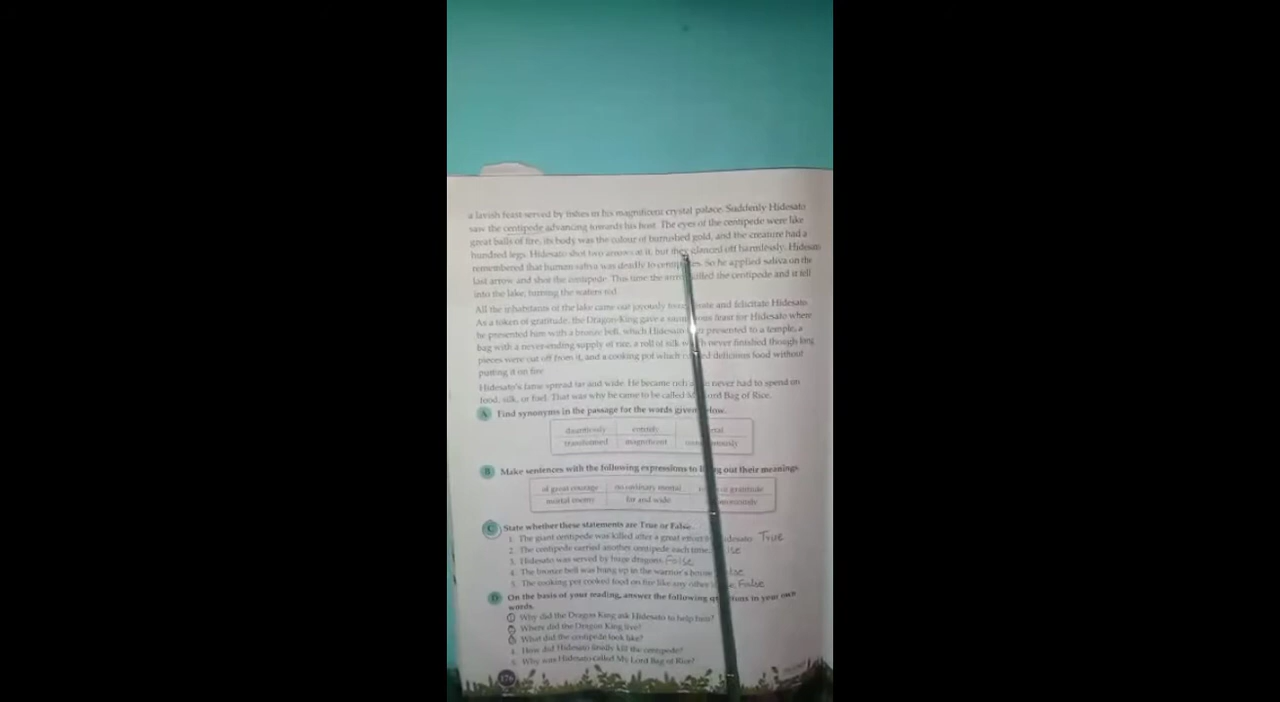 a lavish feast served by fishes in his magnificent crystal palace. Suddenly Hidesato
saw the centipede advancing towards his host. The eyes of the centipede were like
great balls of fire, its body was the colour of burnished gold, and the creature had a
hundred legs. Hidesato shot two arrows at it, but they glanced off harmlessly. Hidesato
remembered that human saliva was deadly to centipedes. So he applied saliva on the
last arrow and shot the centipede. This time the arrow killed the centipede and it fell
into the lake, turning the waters red.
All the inhabitants of the lake came out joyously to and felicitate Hidesato.
As a token of gratitude, the Dragon King gave a feast for Hidesato where
he presented him with a bronze bell, which Hidesato presented to a temple, a
bag with a never-ending supply of rice, a roll of silk which never finished though long
pieces were cut off from it, and a cooking pot which delicious food without
putting it on fire.
Hidesato's fame spread far and wide. He became rich never had to spend on
food, silk, or fuel. That was why he came to be called My Lord Bag of Rice.
A Find synonyms in the passage for the words given below.
dauntlessly
transformed magnificent
B Make sentences with the following expressions to bring out their meanings
of great courage no ordinary mortal of gratitude
mortal enemy far and wide
C State whether these statements are True or False.
1. The giant centipede was killed after a great effort by Hidesato. True
2. The centipede carried another centipede each time.
3. Hidesato was served by huge dragons. False
4. The bronze bell was hung up in the warrior's house
5. The cooking pot cooked food on fire like any other False
D On the basis of your reading, answer the following questions in your own
words.
1 Why did the Dragon King ask Hidesato to help him?
2 Where did the Dragon King live?
3 What did the centipede look like?
4. How did Hidesato finally kill the centipede?
5. Why was Hidesato called My Lord Bag of Rice?
176